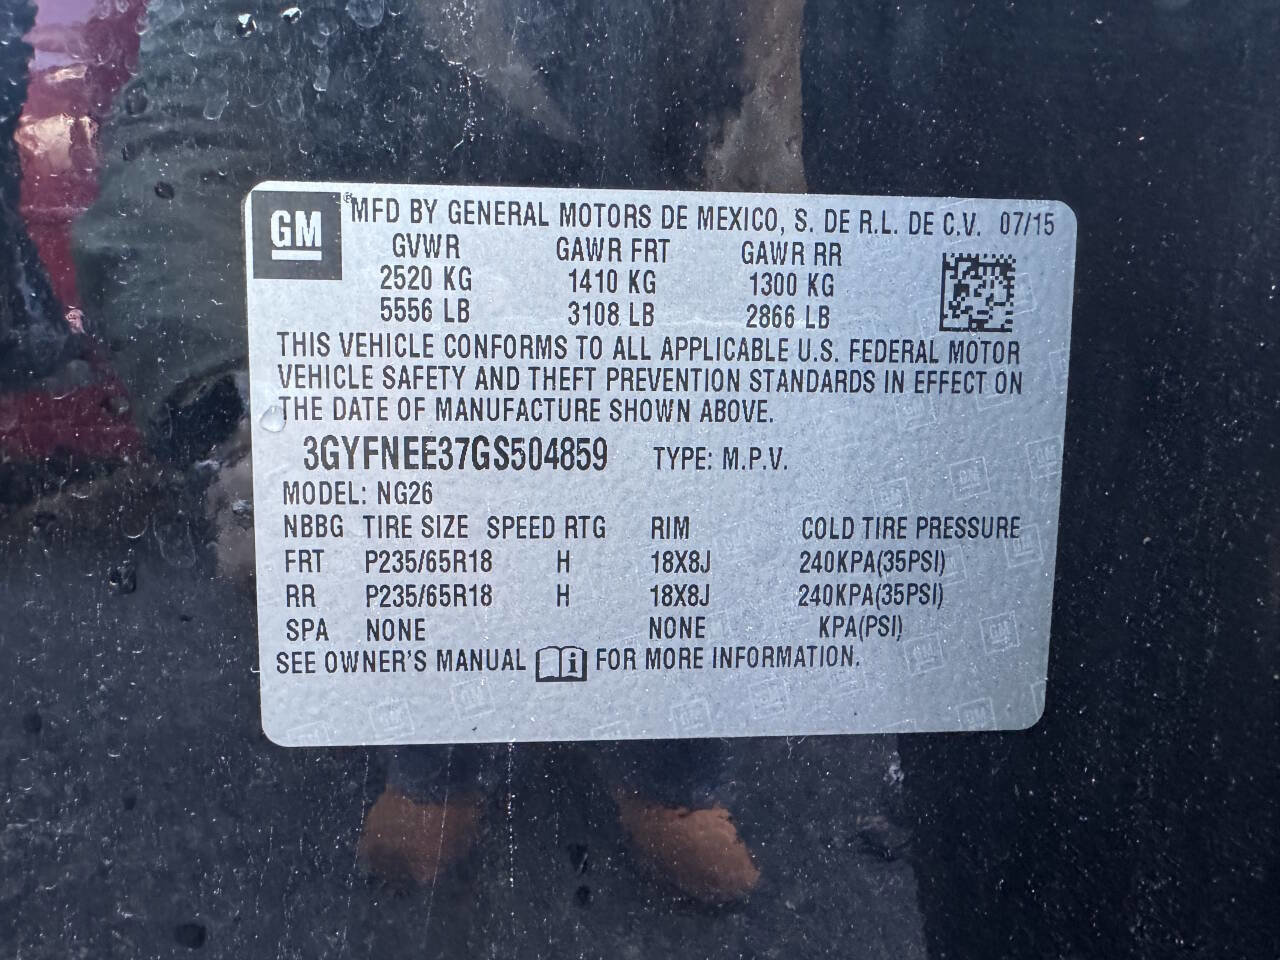 GM ® MFD BY GENERAL MOTORS DE MEXICO, S. DE R.L. DE C.V. 07/15
GVWR GAWR FRT GAWR RR
2520 KG 1410 KG 1300 KG
5556 LB 3108 LB 2866 LB
THIS VEHICLE CONFORMS TO ALL APPLICABLE U.S. FEDERAL MOTOR
VEHICLE SAFETY AND THEFT PREVENTION STANDARDS IN EFFECT ON
THE DATE OF MANUFACTURE SHOWN ABOVE.
3GYFNEE37GS504859 TYPE: M.P.V.
MODEL: NG26
NBBG TIRE SIZE SPEED RTG RIM COLD TIRE PRESSURE
FRT P235/65R18 H 18X8J 240KPA(35PSI)
RR P235/65R18 H 18X8J 240KPA(35PSI)
SPA NONE NONE KPA(PSI)
SEE OWNER'S MANUAL i FOR MORE INFORMATION.